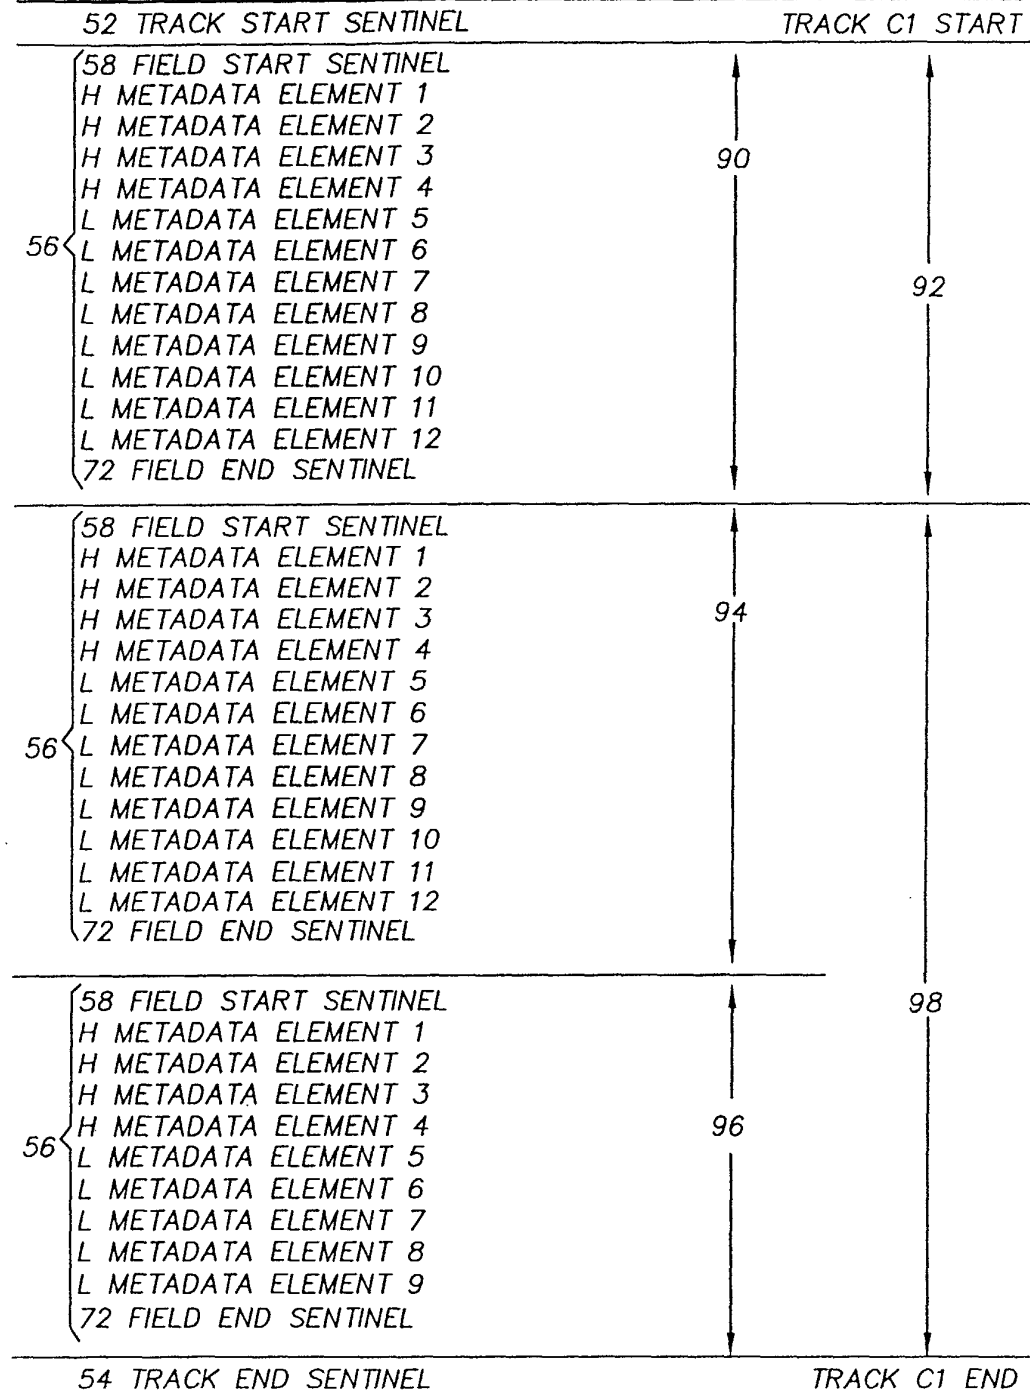 52 TRACK START SENTINEL TRACK C1 START
58 FIELD START SENTINEL
H METADATA ELEMENT 1
H METADATA ELEMENT 2
H METADATA ELEMENT 3 90
H METADATA ELEMENT 4
L METADATA ELEMENT 5
56 L METADATA ELEMENT 6
L METADATA ELEMENT 7 92
L METADATA ELEMENT 8
L METADATA ELEMENT 9
L METADATA ELEMENT 10
L METADATA ELEMENT 11
L METADATA ELEMENT 12
72 FIELD END SENTINEL
58 FIELD START SENTINEL
H METADATA ELEMENT 1
H METADATA ELEMENT 2
H METADATA ELEMENT 3 94
H METADATA ELEMENT 4
L METADATA ELEMENT 5
L METADATA ELEMENT 6
56 L METADATA ELEMENT 7
L METADATA ELEMENT 8
L METADATA ELEMENT 9
L METADATA ELEMENT 10
L METADATA ELEMENT 11
L METADATA ELEMENT 12
72 FIELD END SENTINEL
58 FIELD START SENTINEL 98
H METADATA ELEMENT 1
H METADATA ELEMENT 2
H METADATA ELEMENT 3
H METADATA ELEMENT 4 96
56 L METADATA ELEMENT 5
L METADATA ELEMENT 6
L METADATA ELEMENT 7
L METADATA ELEMENT 8
L METADATA ELEMENT 9
72 FIELD END SENTINEL
54 TRACK END SENTINEL TRACK C1 END